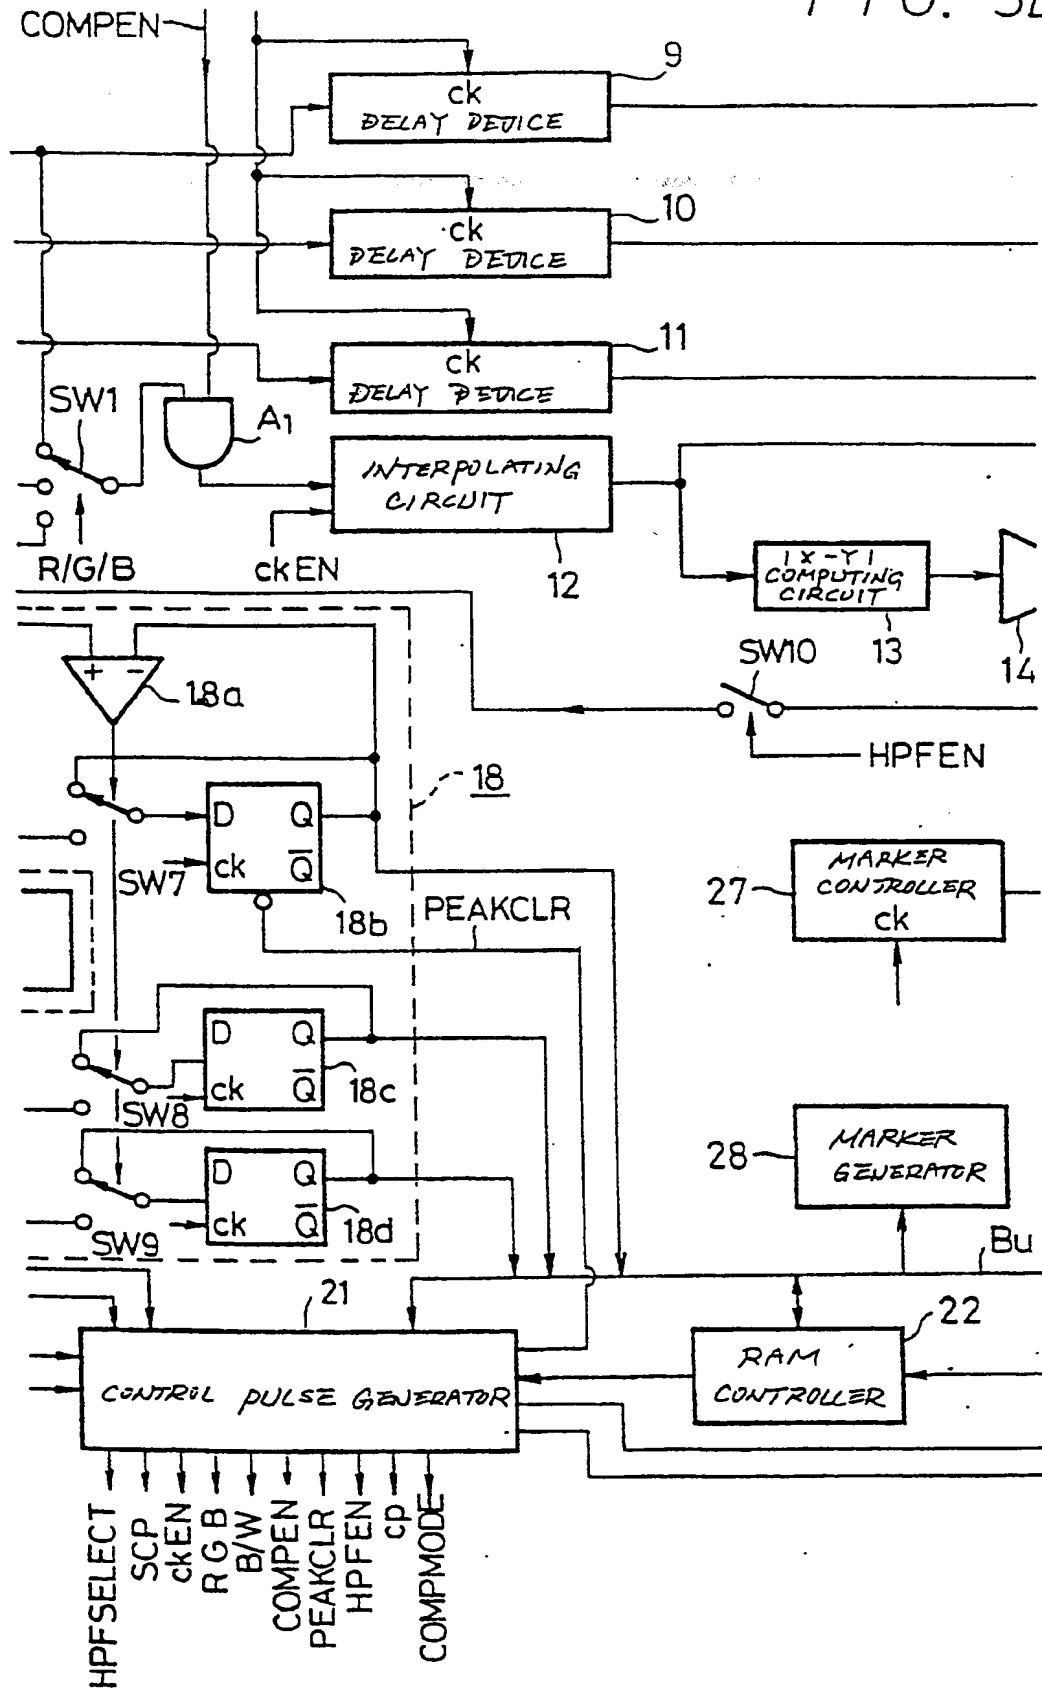 FIG. 3
COMPEN
9
ck
DELAY DEVICE
10
ck
DELAY DEVICE
11
ck
DELAY DEVICE
SW1
A1
INTERPOLATING
CIRCUIT
R/G/B
ckEN
12
|X-Y|
COMPUTING
CIRCUIT
13
14
+ -
18a
SW10
HPFEN
18
D Q
ck Q̅
SW7
18b
PEAKCLR
27
MARKER
CONTROLLER
ck
D Q
ck Q̅
18c
SW8
28
MARKER
GENERATOR
D Q
ck Q̅
18d
SW9
Bu
21
22
CONTROL PULSE GENERATOR
RAM
CONTROLLER
HPFSELECT
SCP
ckEN
R G B
B/W
COMPEN
PEAKCLR
HPFEN
cp
COMPMODE